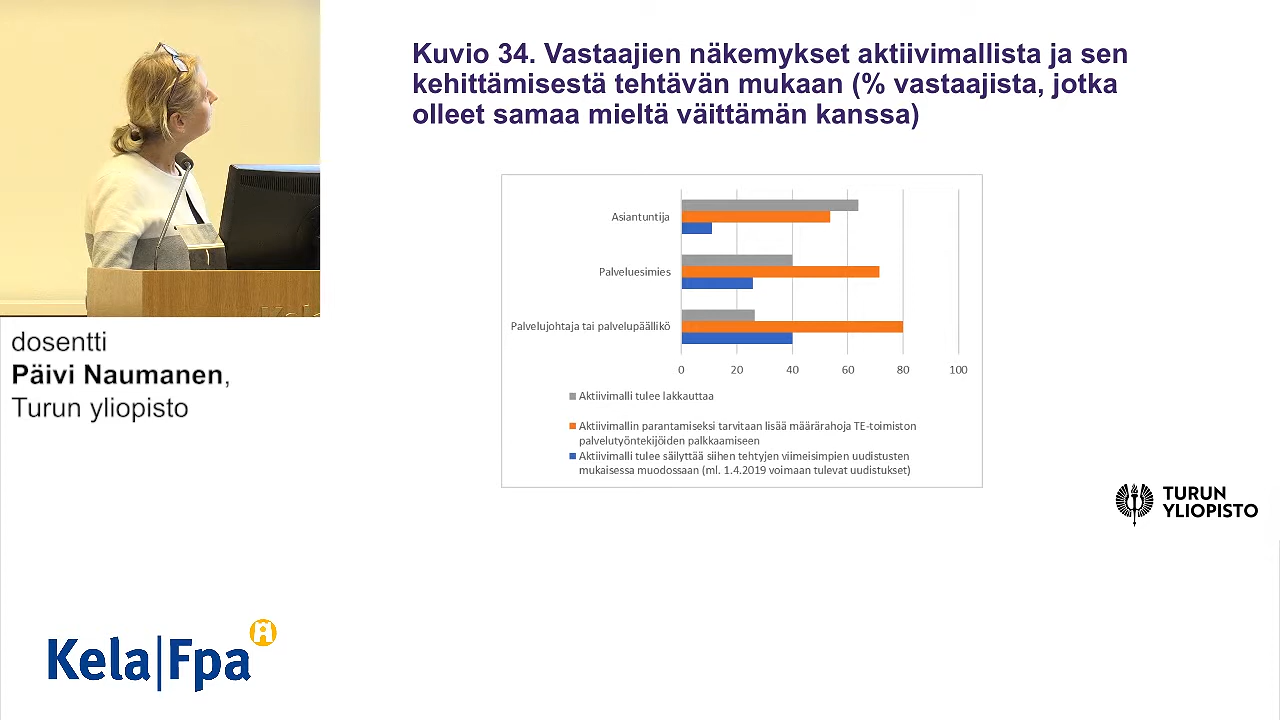 Kuvio 34. Vastaajien näkemykset aktiivimallista ja sen
kehittämisestä tehtävän mukaan (% vastaajista, jotka
olleet samaa mieltä väittämän kanssa)
Asiantuntija
Palveluesimies
Palvelujohtaja tai palvelupäällikö
0 20 40 60 80 100
Aktiivimalli tulee lakkauttaa
Aktiivimallin parantamiseksi tarvitaan lisää määrärahoja TE-toimiston
palvelutyöntekijöiden palkkaamiseen
Aktiivimalli tulee säilyttää siihen tehtyjen viimeisimpien uudistusten
mukaisessa muodossaan (ml. 1.4.2019 voimaan tulevat uudistukset)
dosentti
Päivi Naumanen,
Turun yliopisto
TURUN
YLIOPISTO
Kela|Fpa